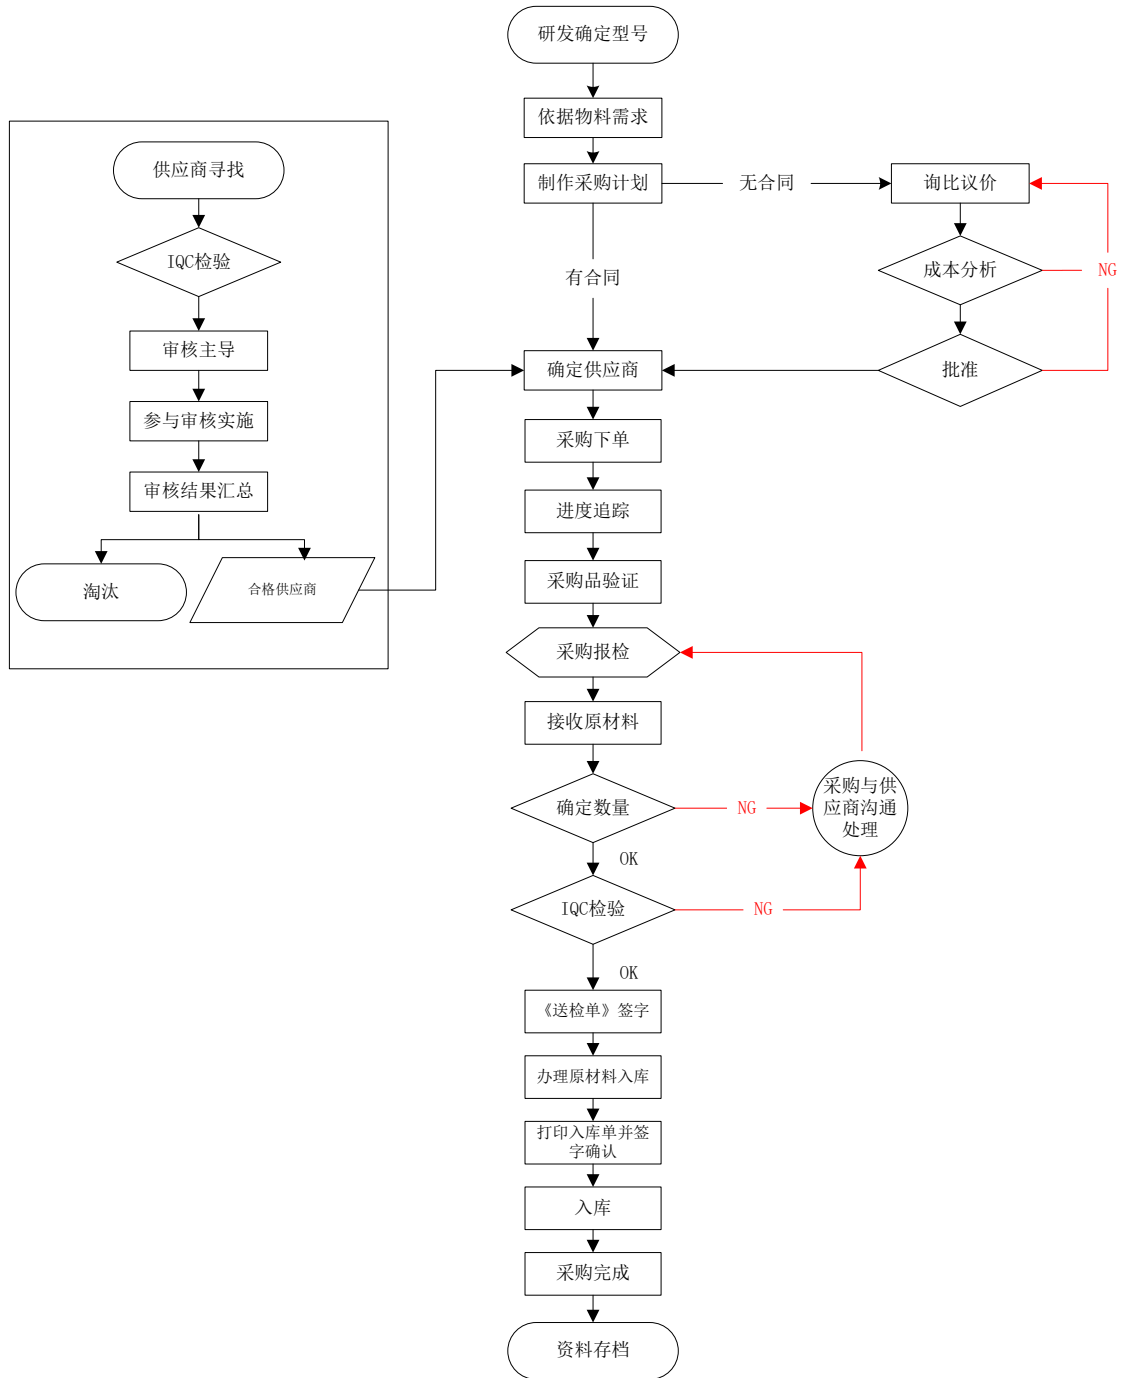 研发确定型号
依据物料需求
供应商寻找
制作采购计划
无合同
询比议价
IQC检验
有合同
成本分析
NG
审核主导
确定供应商
批准
参与审核实施
采购下单
审核结果汇总
进度追踪
淘汰
合格供应商
采购品验证
采购报检
接收原材料
确定数量
NG
采购与供
应商沟通
处理
OK
IQC检验
NG
OK
《送检单》签字
办理原材料入库
打印入库单并签
字确认
入库
采购完成
资料存档